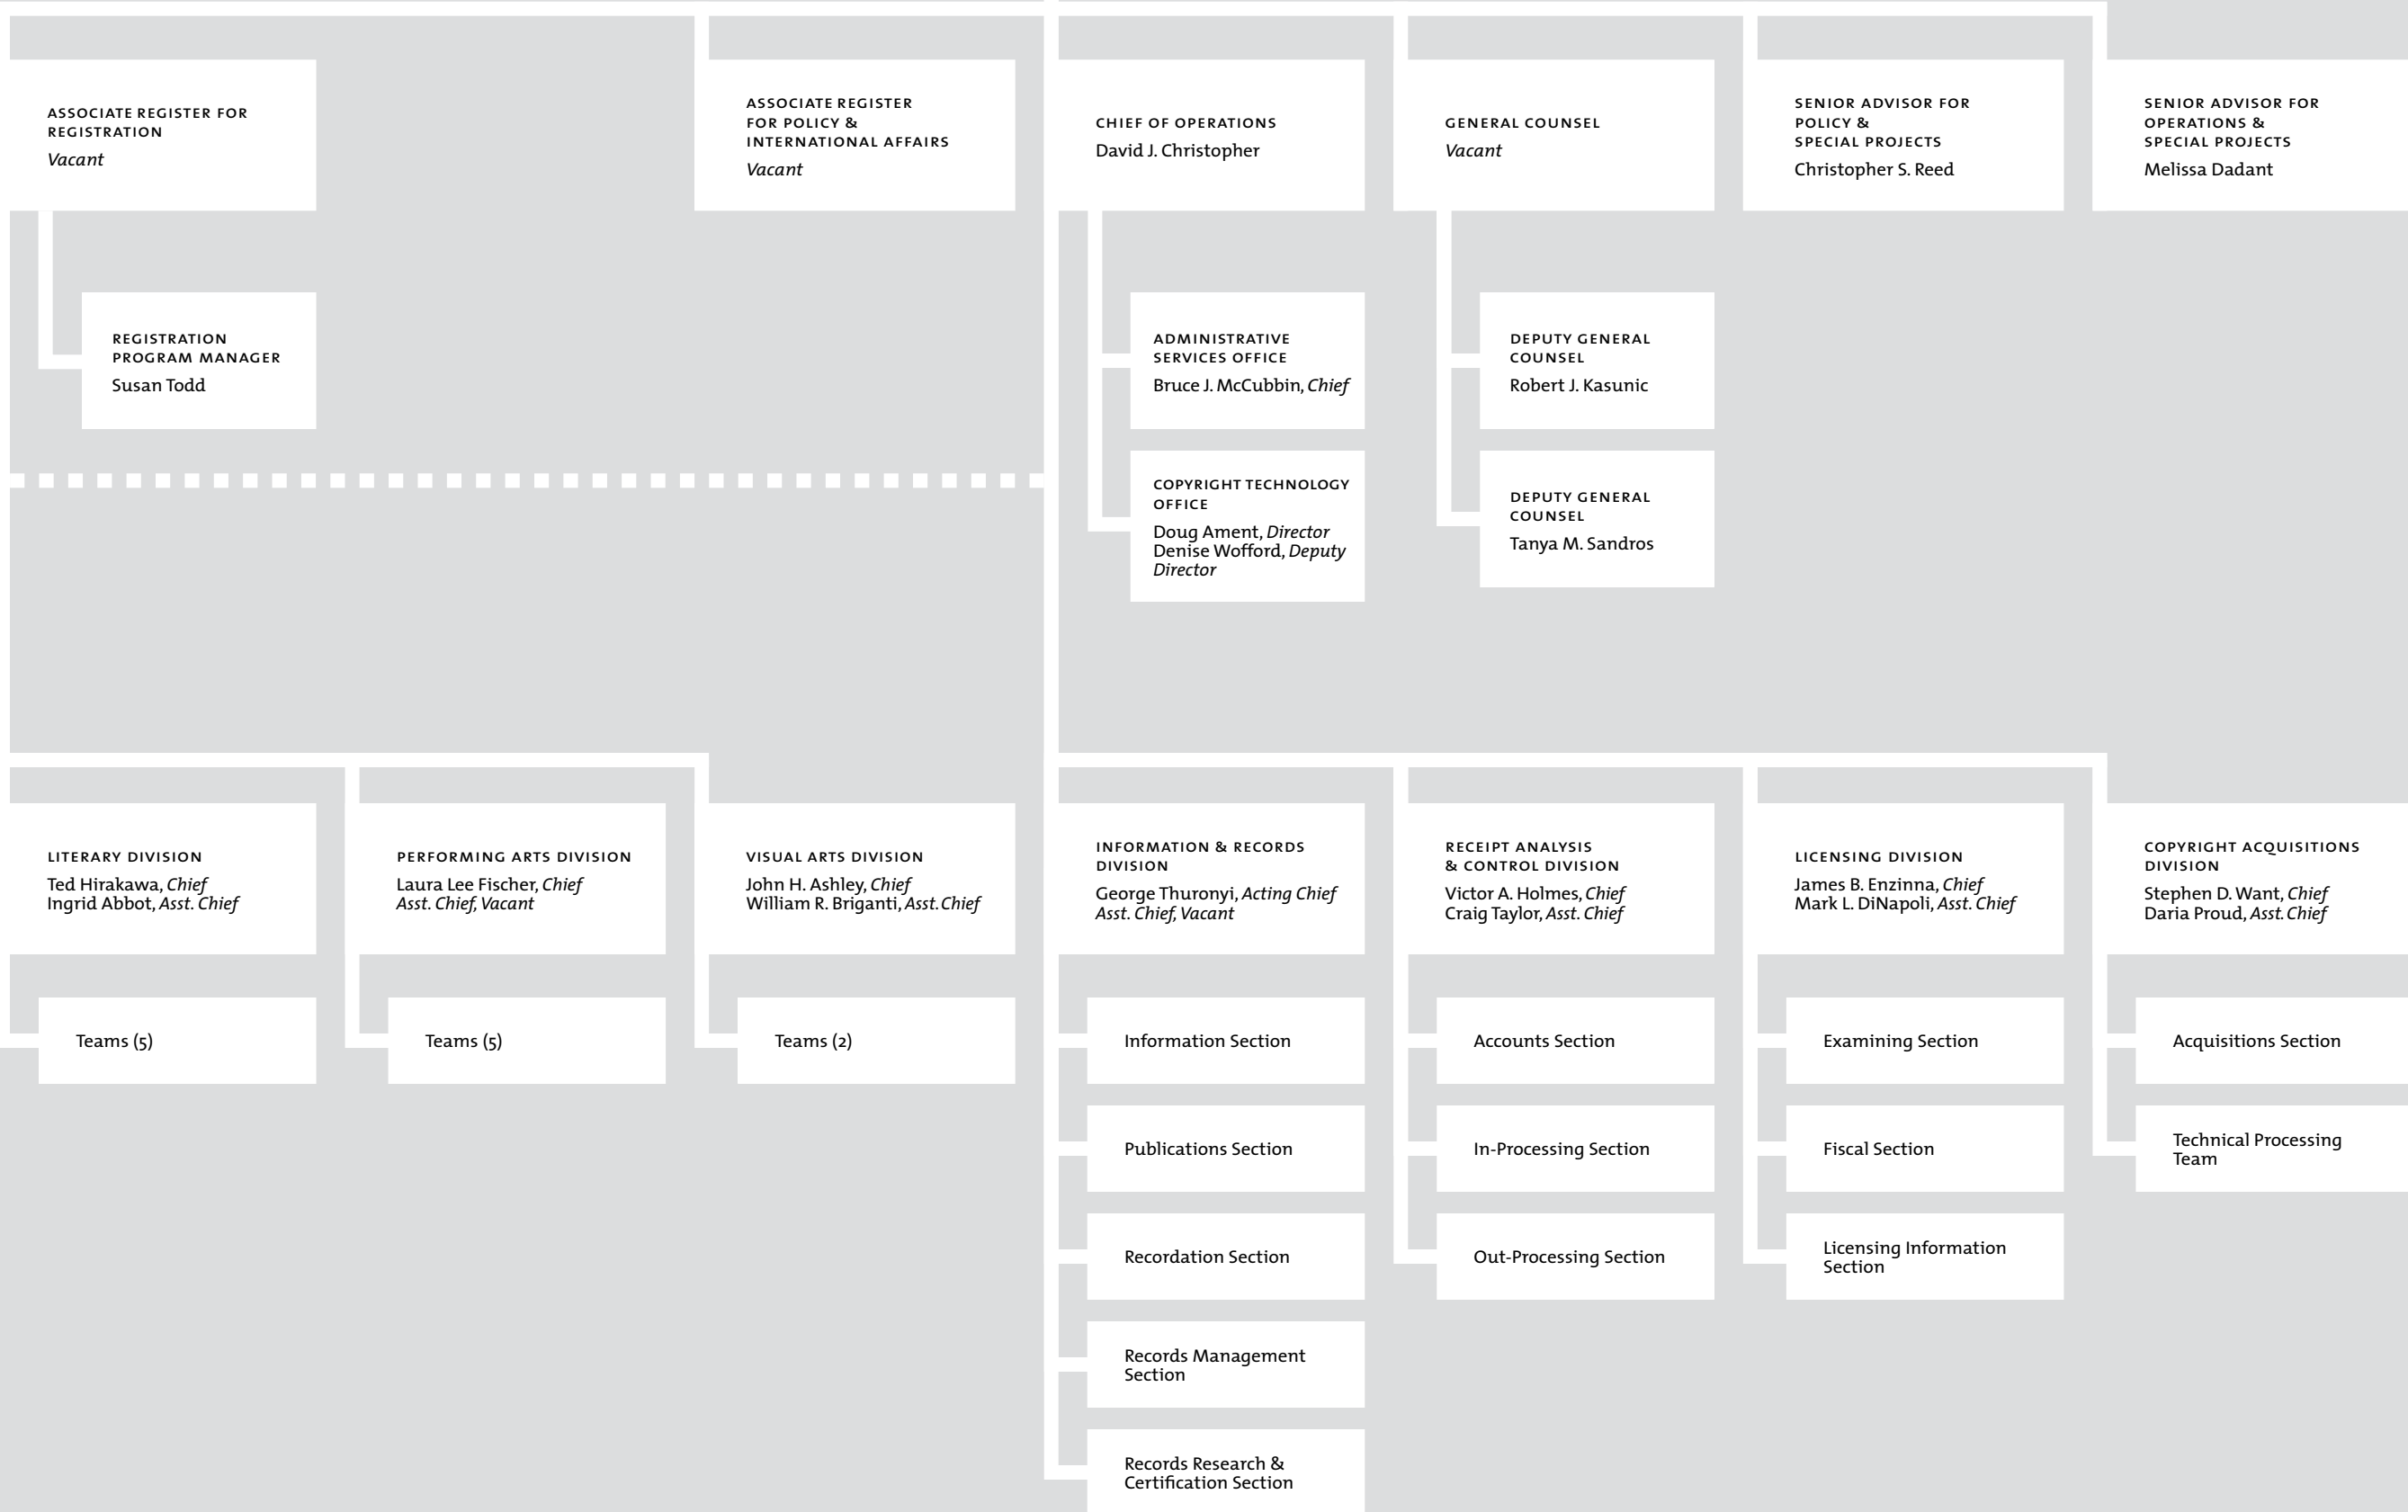 ASSOCIATE REGISTER FOR
REGISTRATION
Vacant
ASSOCIATE REGISTER
FOR POLICY &
INTERNATIONAL AFFAIRS
Vacant
CHIEF OF OPERATIONS
David J. Christopher
GENERAL COUNSEL
Vacant
SENIOR ADVISOR FOR
POLICY &
SPECIAL PROJECTS
Christopher S. Reed
SENIOR ADVISOR FOR
OPERATIONS &
SPECIAL PROJECTS
Melissa Dadant
REGISTRATION
PROGRAM MANAGER
Susan Todd
ADMINISTRATIVE
SERVICES OFFICE
Bruce J. McCubbin, Chief
DEPUTY GENERAL
COUNSEL
Robert J. Kasunic
COPYRIGHT TECHNOLOGY
OFFICE
Doug Ament, Director
Denise Wofford, Deputy
Director
DEPUTY GENERAL
COUNSEL
Tanya M. Sandros
LITERARY DIVISION
Ted Hirakawa, Chief
Ingrid Abbot, Asst. Chief
PERFORMING ARTS DIVISION
Laura Lee Fischer, Chief
Asst. Chief, Vacant
VISUAL ARTS DIVISION
John H. Ashley, Chief
William R. Briganti, Asst. Chief
INFORMATION & RECORDS
DIVISION
George Thuronyi, Acting Chief
Asst. Chief, Vacant
RECEIPT ANALYSIS
& CONTROL DIVISION
Victor A. Holmes, Chief
Craig Taylor, Asst. Chief
LICENSING DIVISION
James B. Enzinna, Chief
Mark L. DiNapoli, Asst. Chief
COPYRIGHT ACQUISITIONS
DIVISION
Stephen D. Want, Chief
Daria Proud, Asst. Chief
Teams (5)
Teams (5)
Teams (2)
Information Section
Accounts Section
Examining Section
Acquisitions Section
Publications Section
In-Processing Section
Fiscal Section
Technical Processing
Team
Recordation Section
Out-Processing Section
Licensing Information
Section
Records Management
Section
Records Research &
Certification Section